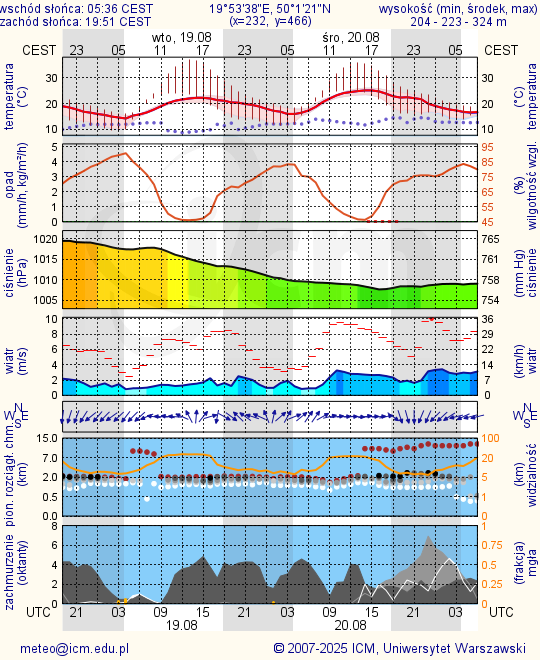 wschód słońca: 05:36 CEST 19°53'38"E, 50°1'21"N wysokość (min, środek, max)
zachód słońca: 19:51 CEST (x=232, y=466) 204 - 223 - 324 m
wto, 19.08 śro, 20.08
CEST 23 05 11 17 23 05 11 17 23 05 CEST
temperatura (°C) 30 20 10
30 20 10 (°C) temperatura
opad (mm/h, kg/m²/h) 5 4 3 2 1 0
95 85 75 65 55 45 (%) wilgotność wzgl.
ciśnienie (hPa) 1020 1015 1010 1005
765 761 758 754 (mm Hg) ciśnienie
wiatr (m/s) 10 8 6 4 2 0
36 29 22 14 7 0 (km/h) wiatr
N W E S
N W E S
pion. rozciągł. chm. (km) 15.0 7.0 2.0 0.5 0.2 0.0
100 20 10 5 1 0 (km) widzialność
zachmurzenie (oktanty) 8 6 4 2 0
1 0.75 0.5 0.25 0 (frakcja) mgła
UTC 21 03 09 15 21 03 09 15 21 03 UTC
19.08 20.08
meteo@icm.edu.pl © 2007-2025 ICM, Uniwersytet Warszawski